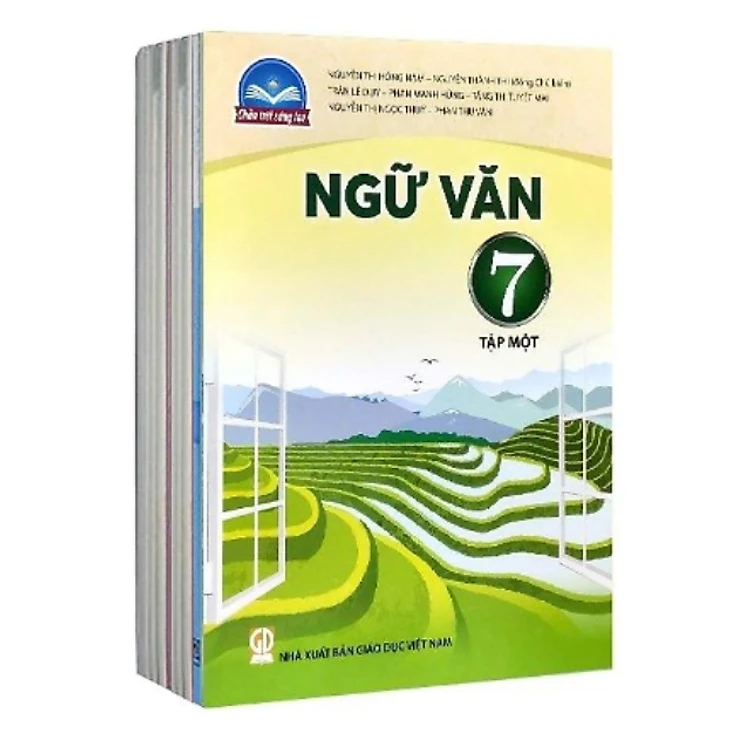 NGUYỄN THỊ HỒNG NAM – NGUYỄN THÀNH THI (đồng Chủ biên)
TRẦN LÊ DUY – PHAN MẠNH HÙNG – TĂNG THỊ TUYẾT MAI
NGUYỄN THỊ NGỌC THUÝ – PHAN THU VÂN
Chân trời sáng tạo
NGỮ VĂN
7
TẬP MỘT
NHÀ XUẤT BẢN GIÁO DỤC VIỆT NAM